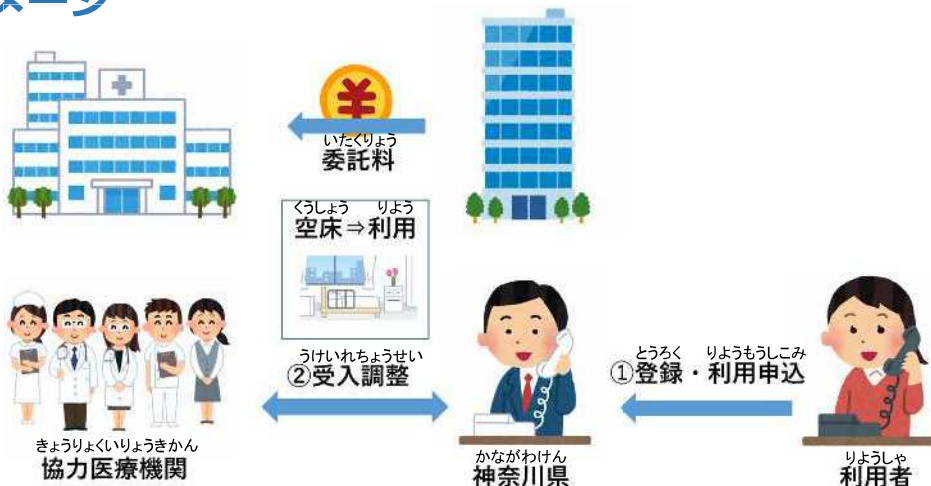 いたくりょう
委託料
くうしょう りよう
空床⇒利用
うけいれちょうせい
②受入調整
とうろく りようもうしこみ
①登録・利用申込
きょうりょくいりょうきかん
協力医療機関
かながわけん
神奈川県
りようしゃ
利用者